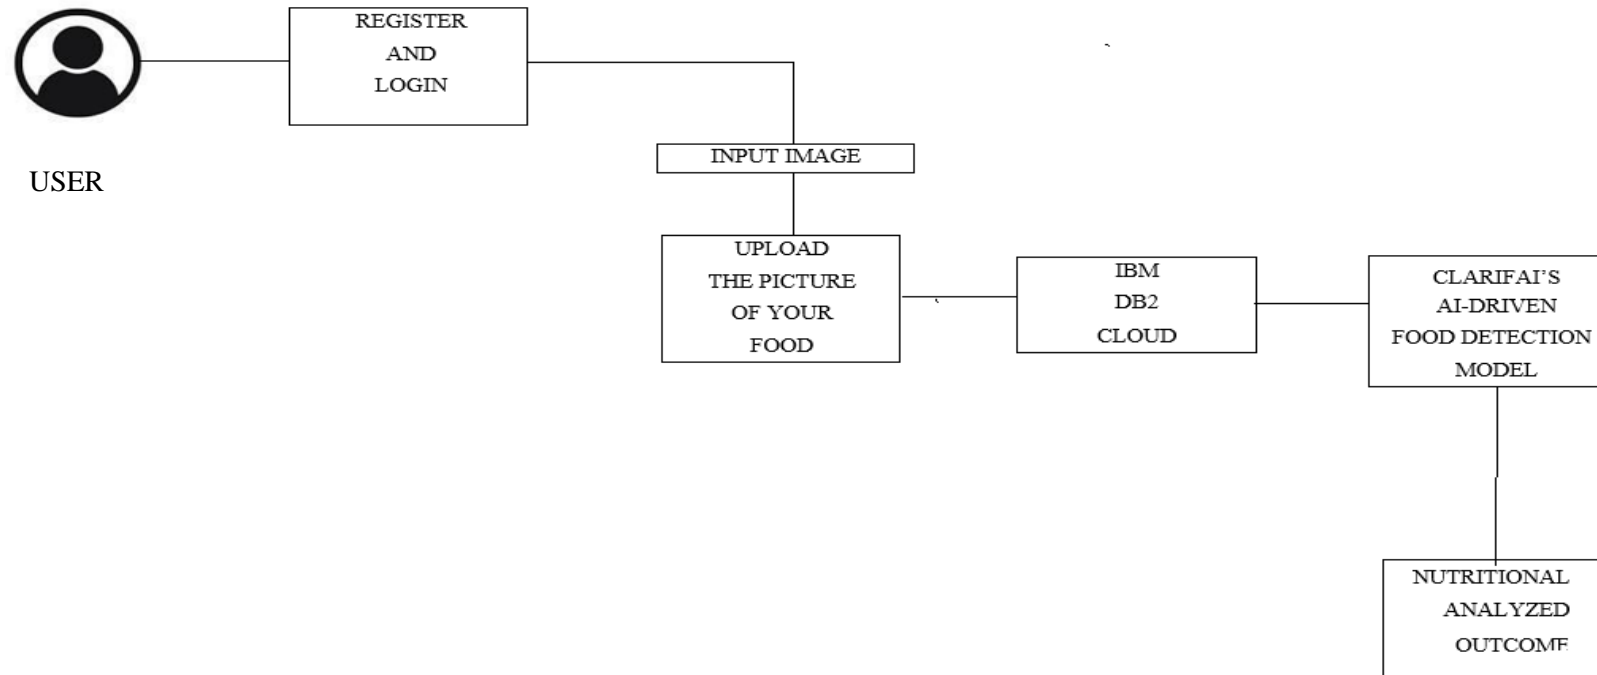 REGISTER
AND
LOGIN
USER
INPUT IMAGE
UPLOAD
THE PICTURE
OF YOUR
FOOD
IBM
DB2
CLOUD
CLARIFAI’S
AI-DRIVEN
FOOD DETECTION
MODEL
NUTRITIONAL
ANALYZED
OUTCOME